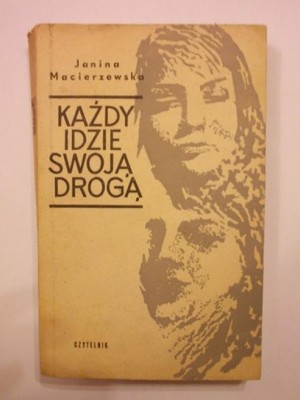 Janina
Macierzewska
KAŻDY
IDZIE
SWOJĄ
DROGĄ
CZYTELNIK